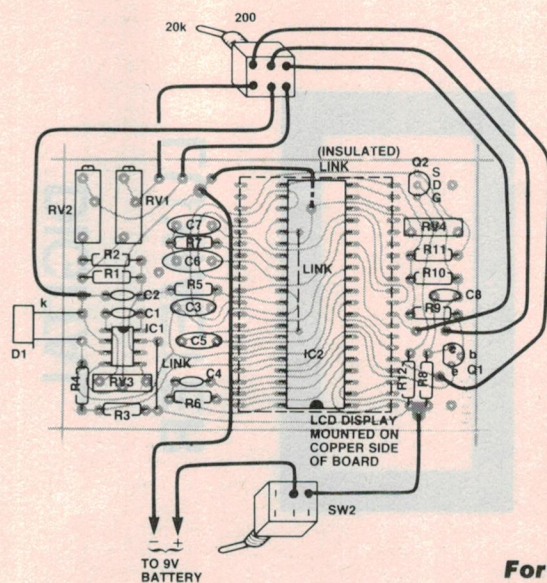 20k
200
(INSULATED)
LINK
Q2
S
D
G
RV2
RV1
C7
R7
RV4
R2
R1
C6
R11
LINK
R5
R10
k
C2
C3
C8
C1
R9
IC1
D1
LINK
C5
IC2
e
b
c
Q1
R4
RV3
C4
R12
R8
R3
R6
LCD DISPLAY
MOUNTED ON
COPPER SIDE
OF BOARD
SW2
– +
TO 9V
BATTERY
For